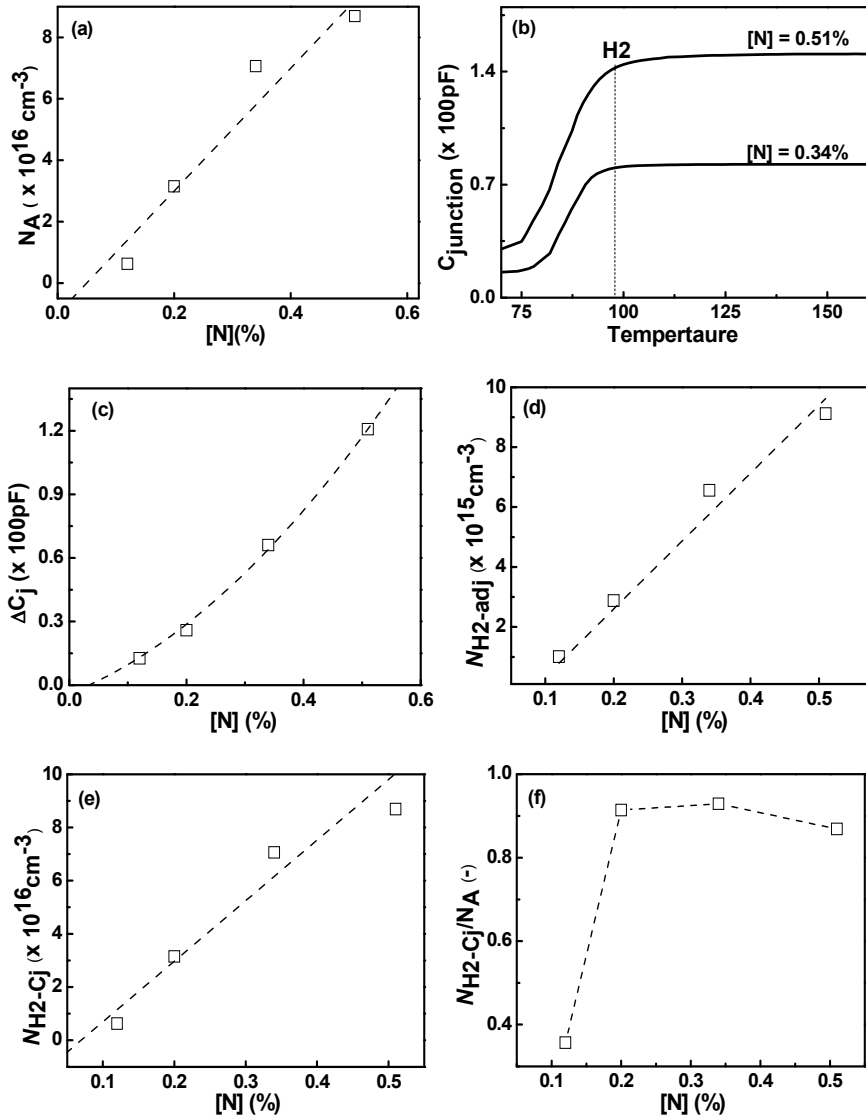 (a)
N_A ( x 10^16 cm^-3)
8
6
4
2
0
0.0 0.2 0.4 0.6
[N](%)
(b)
H2
[N] = 0.51%
[N] = 0.34%
C_junction (x 100pF)
1.4
0.7
0.0
75 100 125 150
Tempertaure
(c)
ΔC_j (x 100pF)
1.2
0.9
0.6
0.3
0.0
0.0 0.2 0.4 0.6
[N] (%)
(d)
N_H2-adj (x 10^15 cm^-3)
10
8
6
4
2
0.1 0.2 0.3 0.4 0.5
[N] (%)
(e)
N_H2-Cj (x 10^16 cm^-3)
10
8
6
4
2
0
0.1 0.2 0.3 0.4 0.5
[N] (%)
(f)
N_H2-Cj/N_A (-)
1.0
0.9
0.8
0.6
0.5
0.4
0.1 0.2 0.3 0.4 0.5
[N] (%)